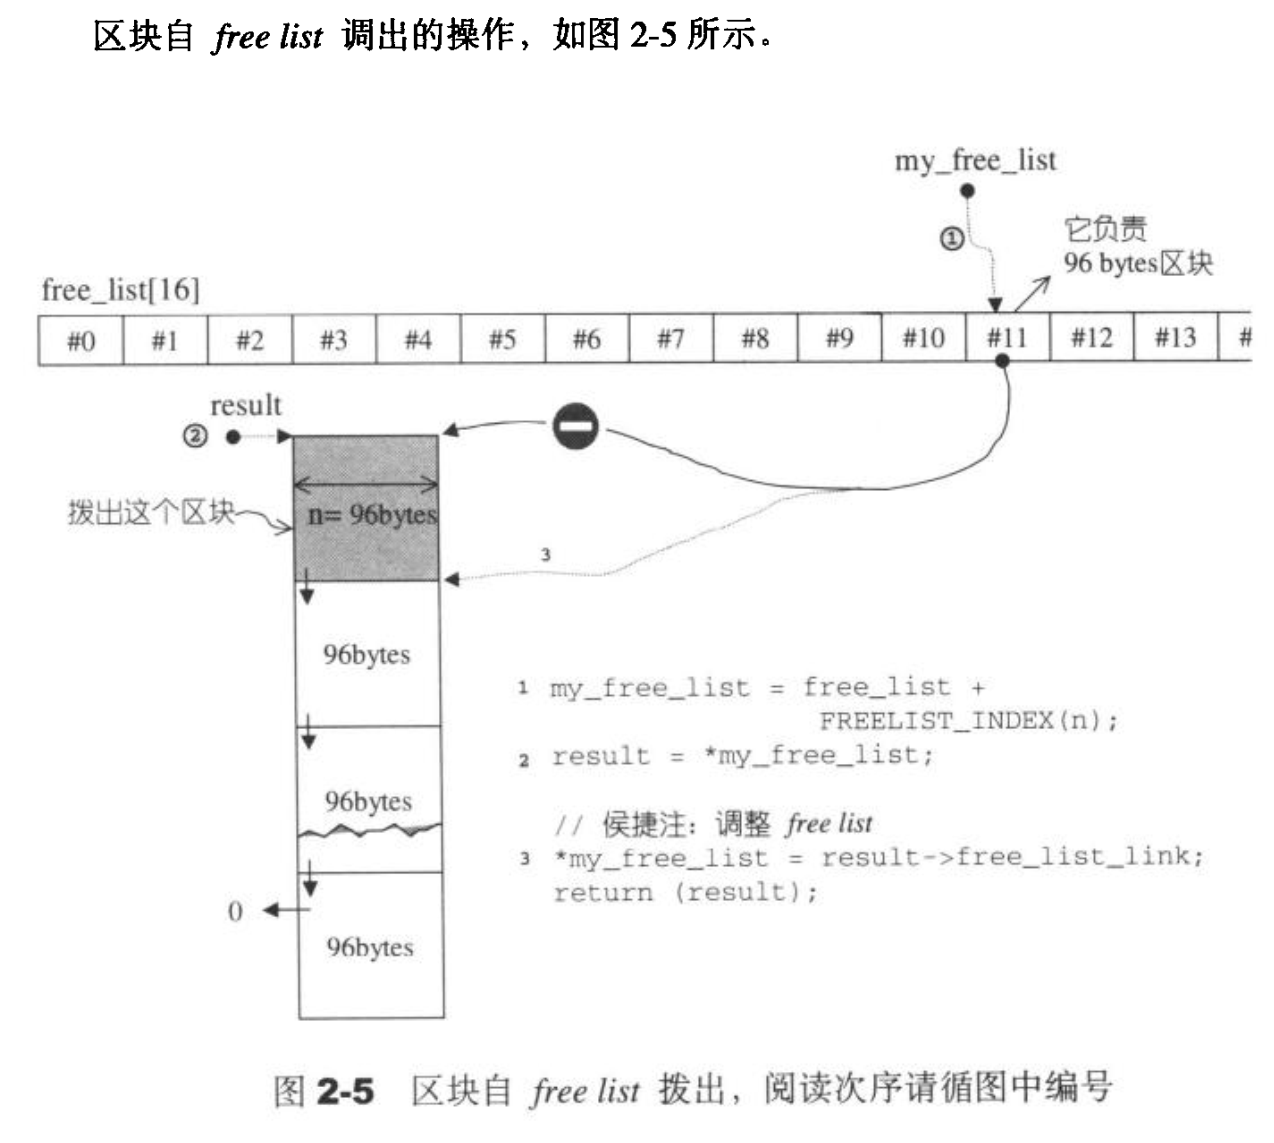 区块自 free list 调出的操作，如图 2-5 所示。
my_free_list
①
它负责
96 bytes区块
free_list[16]
#0 #1 #2 #3 #4 #5 #6 #7 #8 #9 #10 #11 #12 #13 #
result
②
拨出这个区块
n= 96bytes
3
96bytes
96bytes
0
96bytes
1 my_free_list = free_list +
FREELIST_INDEX(n);
2 result = *my_free_list;
// 侯捷注：调整 free list
3 *my_free_list = result->free_list_link;
return (result);
图 2-5 区块自 free list 拨出，阅读次序请循图中编号